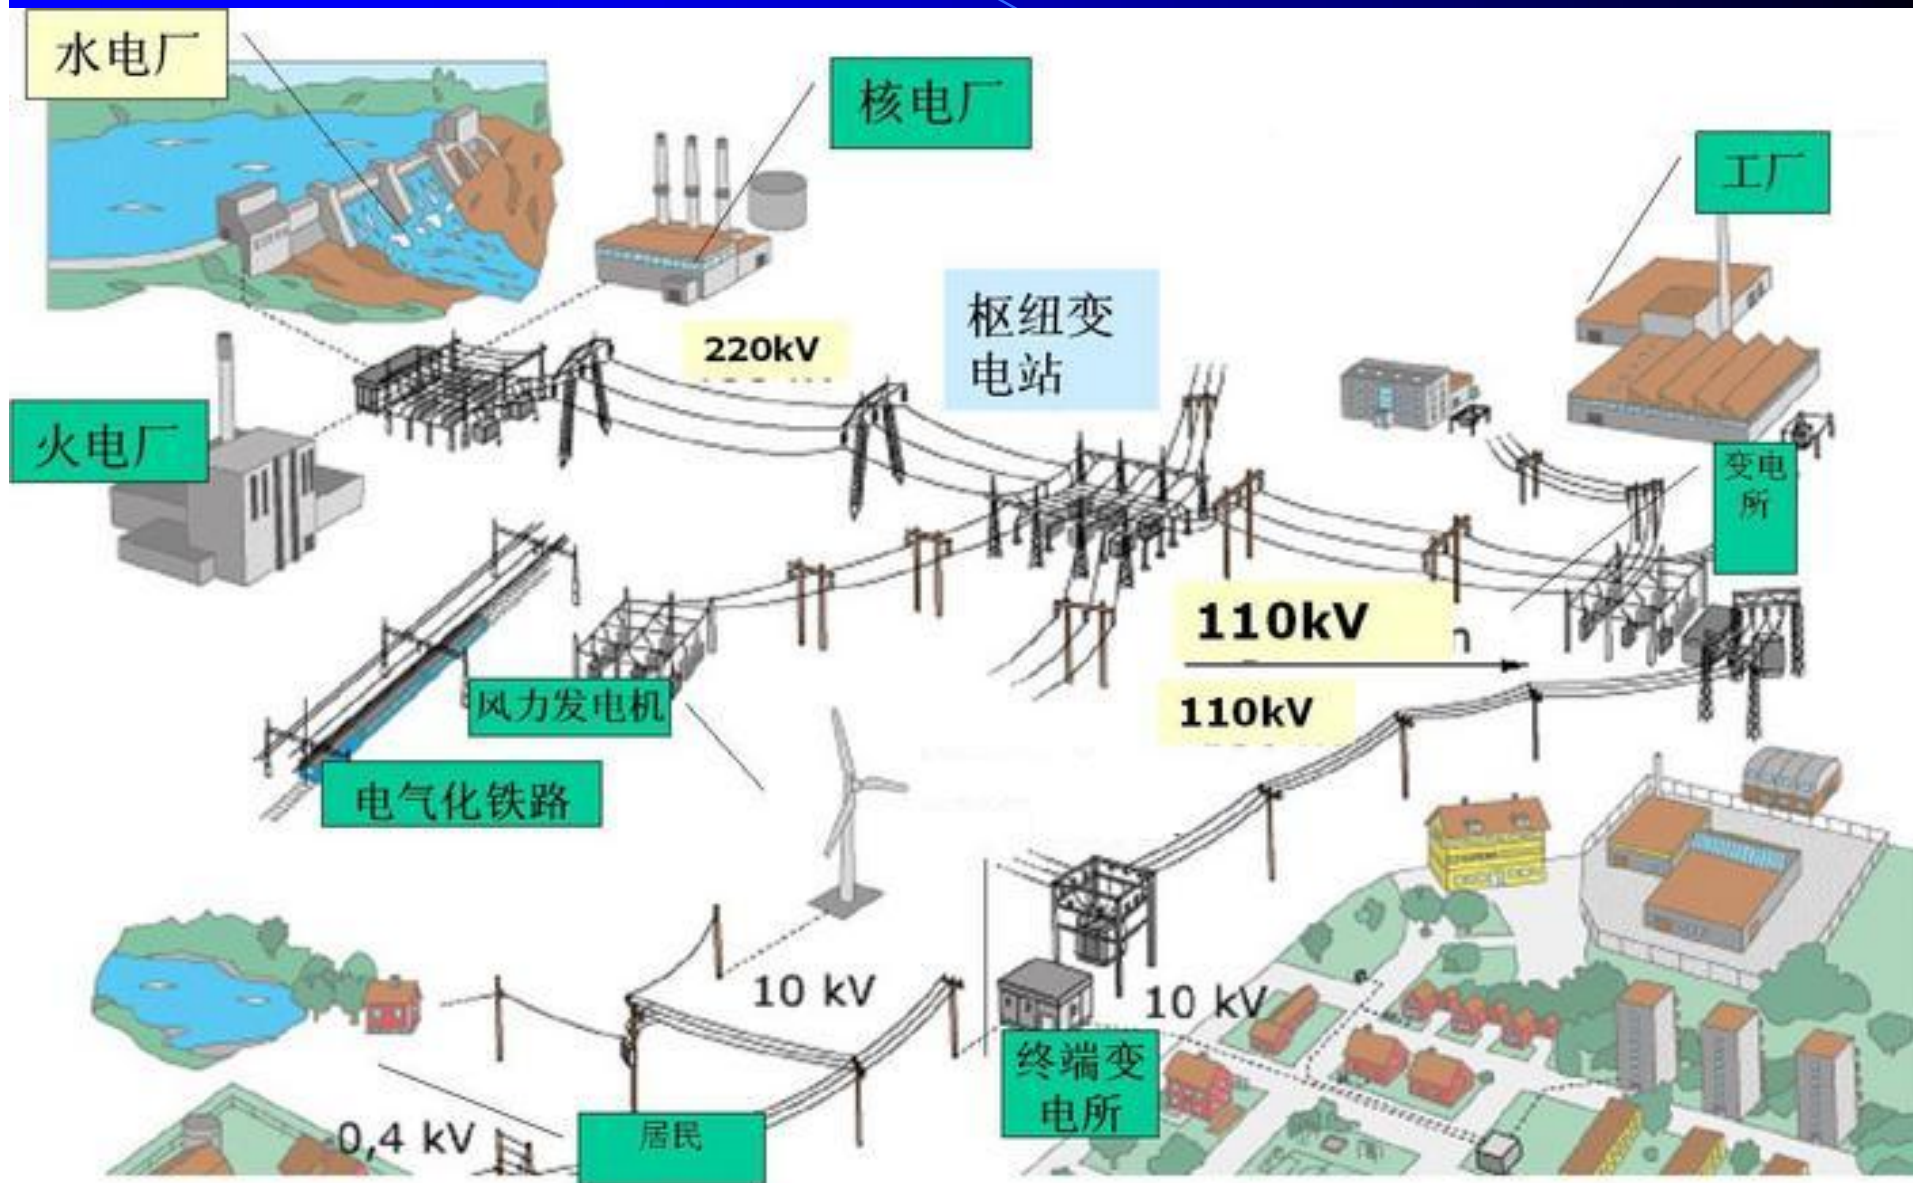 水电厂
核电厂
工厂
220kV
枢纽变
电站
火电厂
变电
所
110kV
n
风力发电机
110kV
电气化铁路
10 kV
10 kV
终端变
电所
居民
0,4 kV